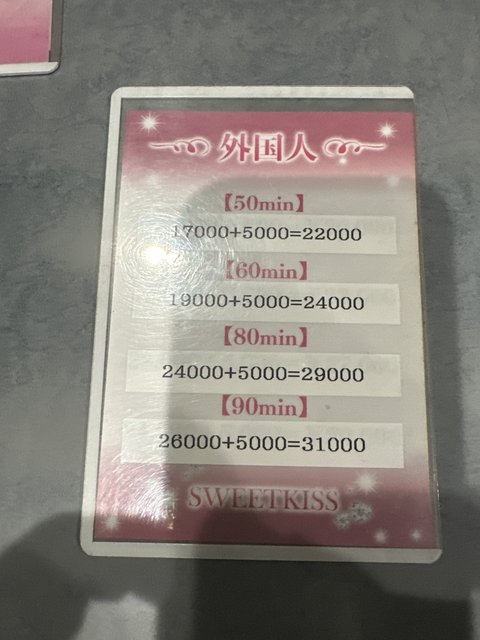 外国人
【50min】
17000+5000=22000
【60min】
19000+5000=24000
【80min】
24000+5000=29000
【90min】
26000+5000=31000
SWEETKISS